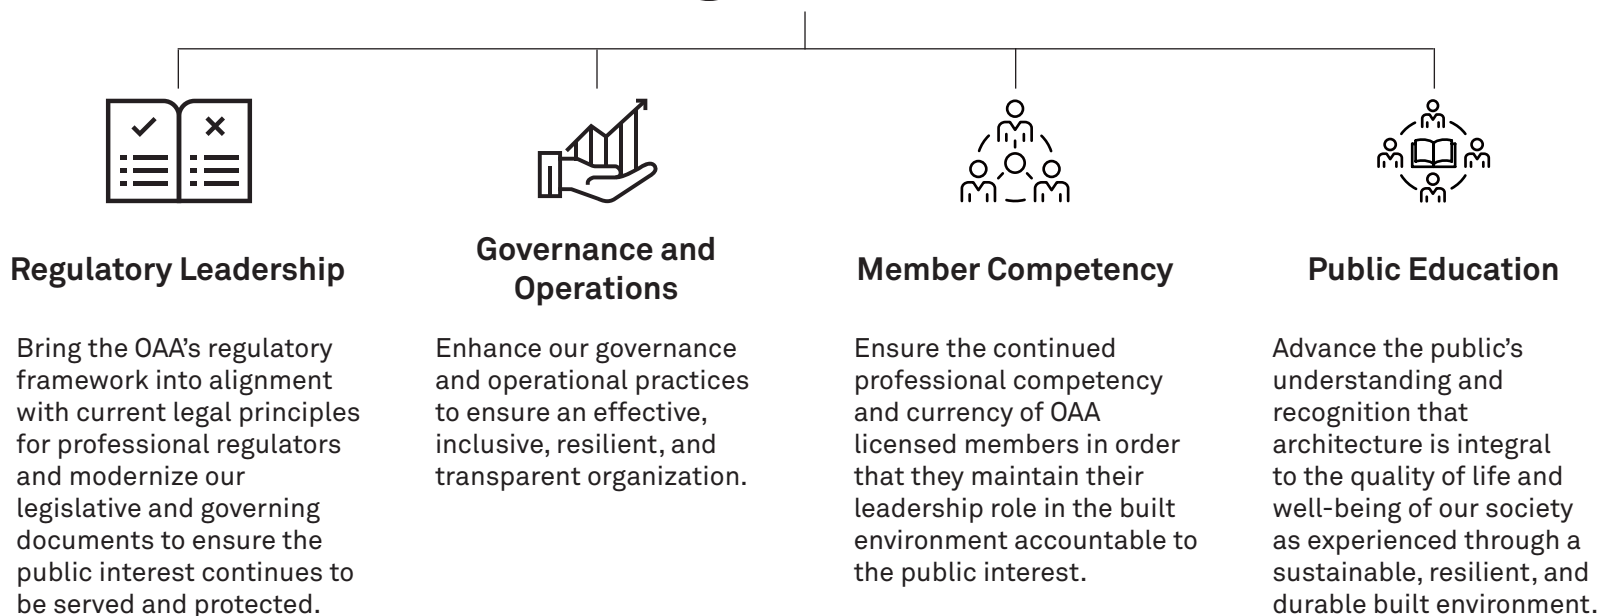 Regulatory Leadership
Bring the OAA’s regulatory
framework into alignment
with current legal principles
for professional regulators
and modernize our
legislative and governing
documents to ensure the
public interest continues to
be served and protected.
Governance and
Operations
Enhance our governance
and operational practices
to ensure an effective,
inclusive, resilient, and
transparent organization.
Member Competency
Ensure the continued
professional competency
and currency of OAA
licensed members in order
that they maintain their
leadership role in the built
environment accountable to
the public interest.
Public Education
Advance the public’s
understanding and
recognition that
architecture is integral
to the quality of life and
well-being of our society
as experienced through a
sustainable, resilient, and
durable built environment.